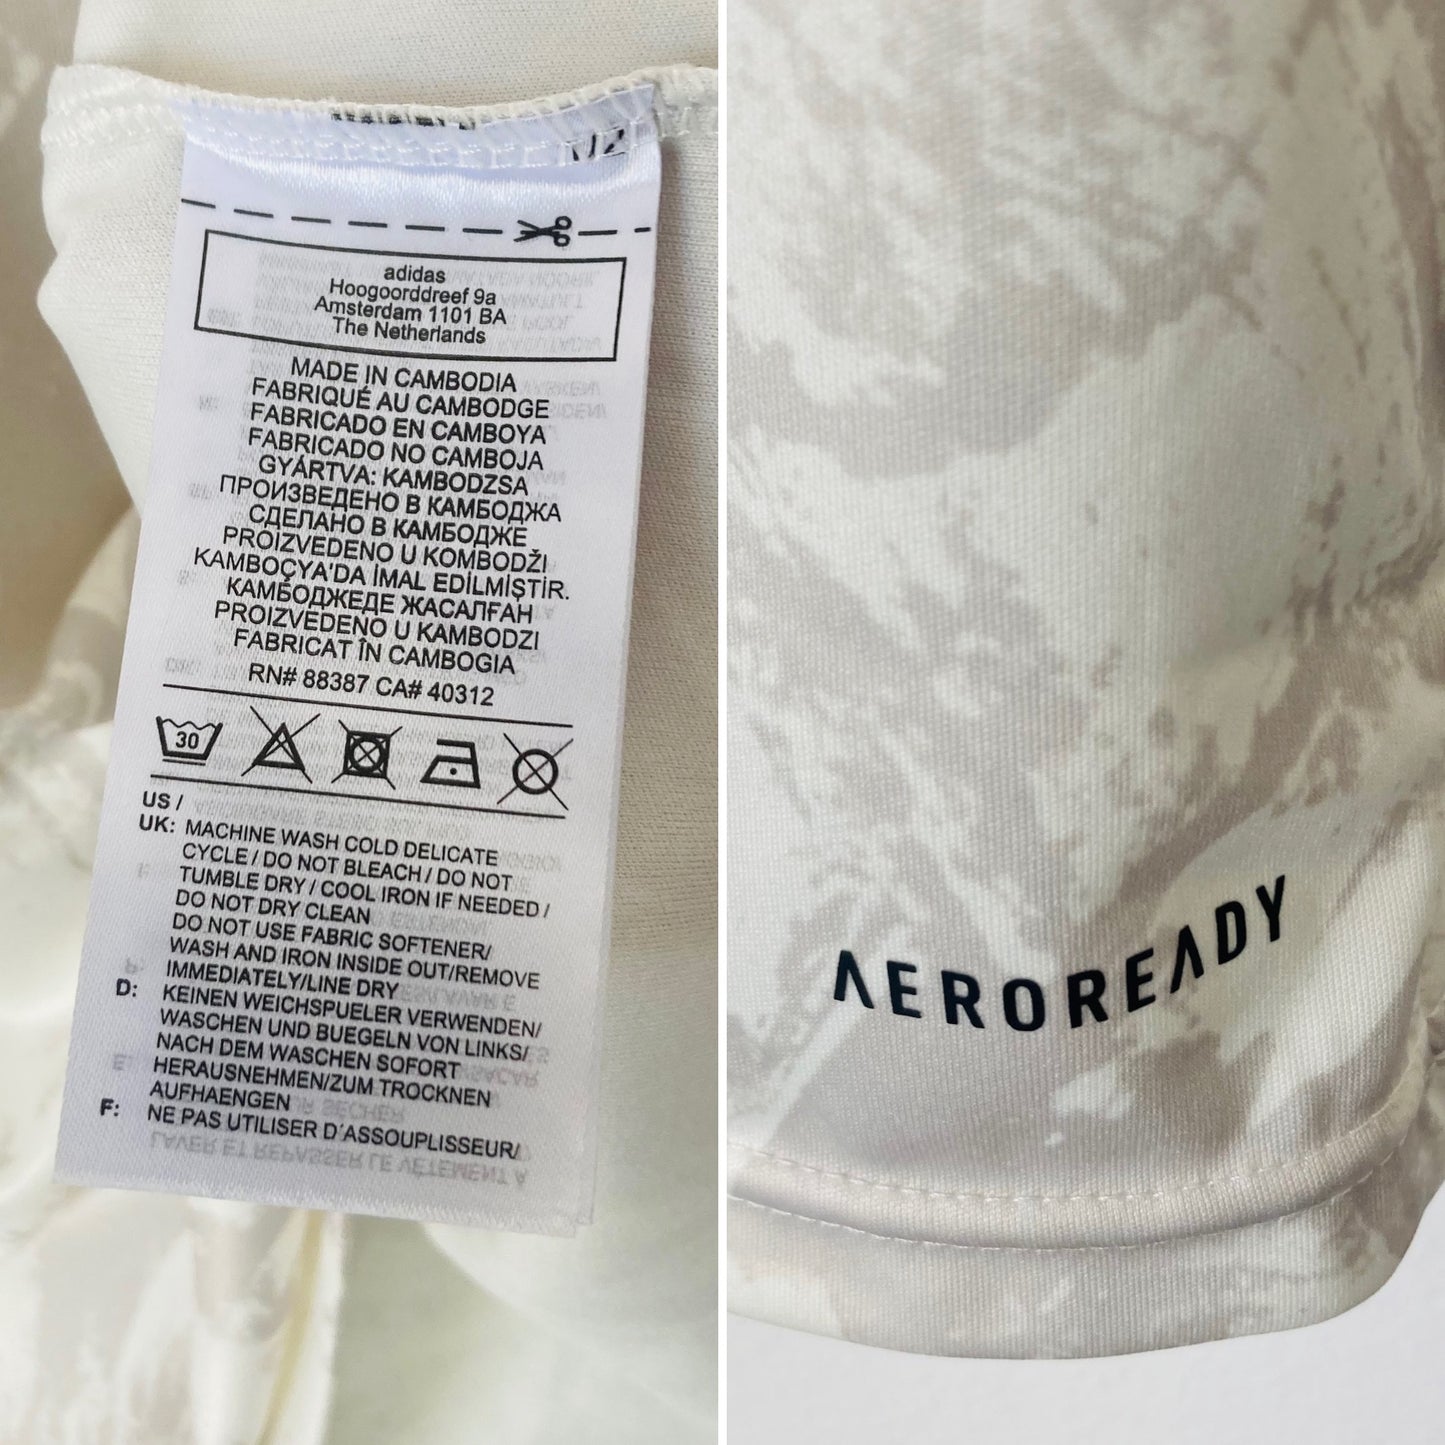 adidas
Hoogoorddreef 9a
Amsterdam 1101 BA
The Netherlands
MADE IN CAMBODIA
FABRIQUÉ AU CAMBODGE
FABRICADO EN CAMBOYA
FABRICADO NO CAMBOJA
GYÁRTVA: KAMBODZSA
ПРОИЗВЕДЕНО В КАМБОДЖА
СДЕЛАНО В КАМБОДЖЕ
PROIZVEDENO U KOMBODŽI
KAMBOÇYA'DA İMAL EDİLMİŞTİR.
КАМБОДЖЕДЕ ЖАСАЛҒАН
PROIZVEDENO U KAMBODZI
FABRICAT ÎN CAMBOGIA
RN# 88387 CA# 40312
30
US /
UK: MACHINE WASH COLD DELICATE
CYCLE / DO NOT BLEACH / DO NOT
TUMBLE DRY / COOL IRON IF NEEDED /
DO NOT DRY CLEAN
DO NOT USE FABRIC SOFTENER/
WASH AND IRON INSIDE OUT/REMOVE
IMMEDIATELY/LINE DRY
D: KEINEN WEICHSPUELER VERWENDEN/
WASCHEN UND BUEGELN VON LINKS/
NACH DEM WASCHEN SOFORT
HERAUSNEHMEN/ZUM TROCKNEN
AUFHAENGEN
F: NE PAS UTILISER D'ASSOUPLISSEUR/
AEROREADY